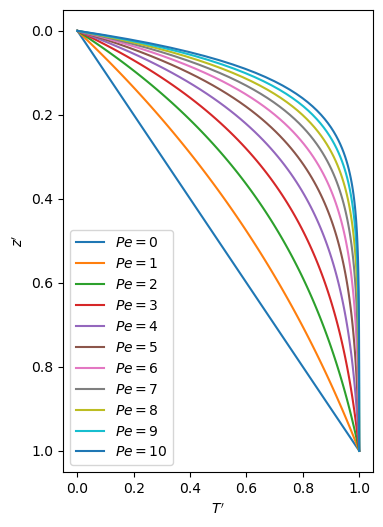 0.0
0.2
0.4
0.6
0.8
1.0
z′
Pe = 0
Pe = 1
Pe = 2
Pe = 3
Pe = 4
Pe = 5
Pe = 6
Pe = 7
Pe = 8
Pe = 9
Pe = 10
0.0 0.2 0.4 0.6 0.8 1.0
T′